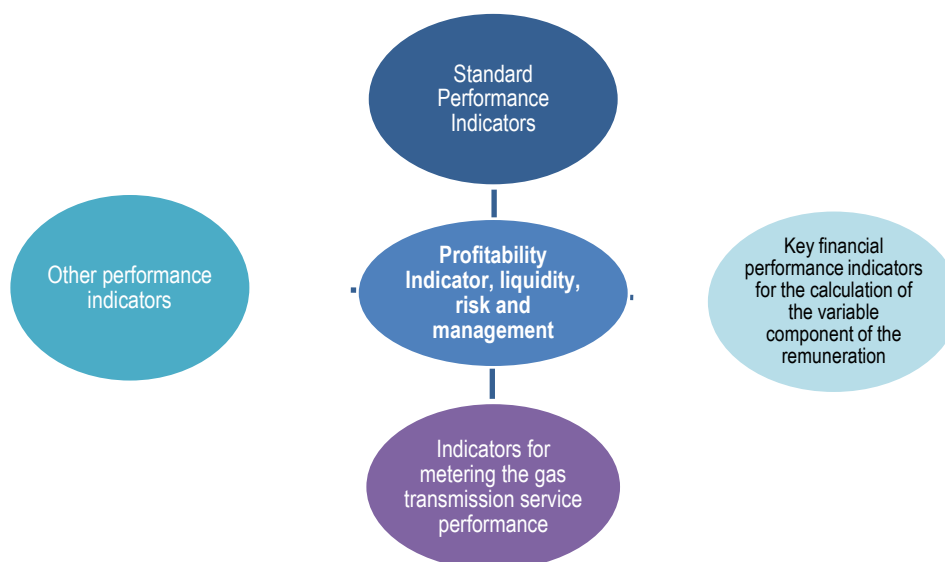 Standard
Performance
Indicators
Other performance
indicators
Profitability
Indicator, liquidity,
risk and
management
Key financial
performance indicators
for the calculation of
the variable
component of the
remuneration
Indicators for
metering the gas
transmission service
performance